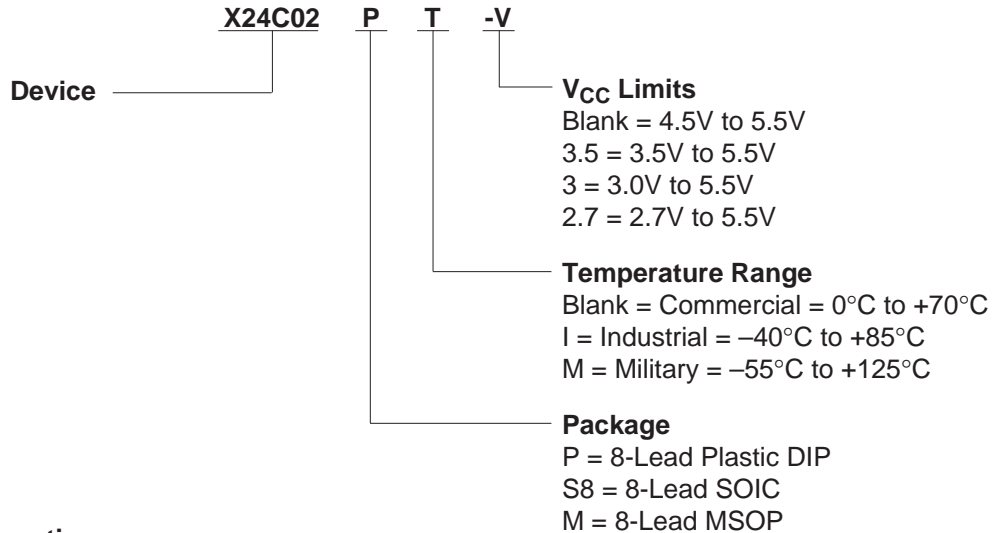 X24C02 P T -V
Device
VCC Limits
Blank = 4.5V to 5.5V
3.5 = 3.5V to 5.5V
3 = 3.0V to 5.5V
2.7 = 2.7V to 5.5V
Temperature Range
Blank = Commercial = 0°C to +70°C
I = Industrial = –40°C to +85°C
M = Military = –55°C to +125°C
Package
P = 8-Lead Plastic DIP
S8 = 8-Lead SOIC
M = 8-Lead MSOP